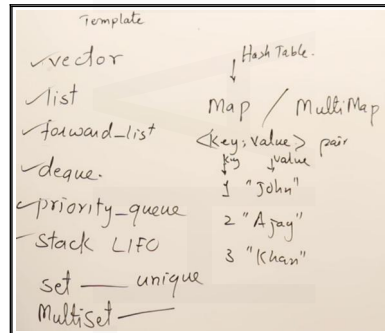 Template
vector
list
forward_list
deque.
priority_queue
stack LIFO
set — unique
MultiSet —
Hash Table.
Map / MultiMap
<key, value> pair
key value
1 "John"
2 "Ajay"
3 "Khan"